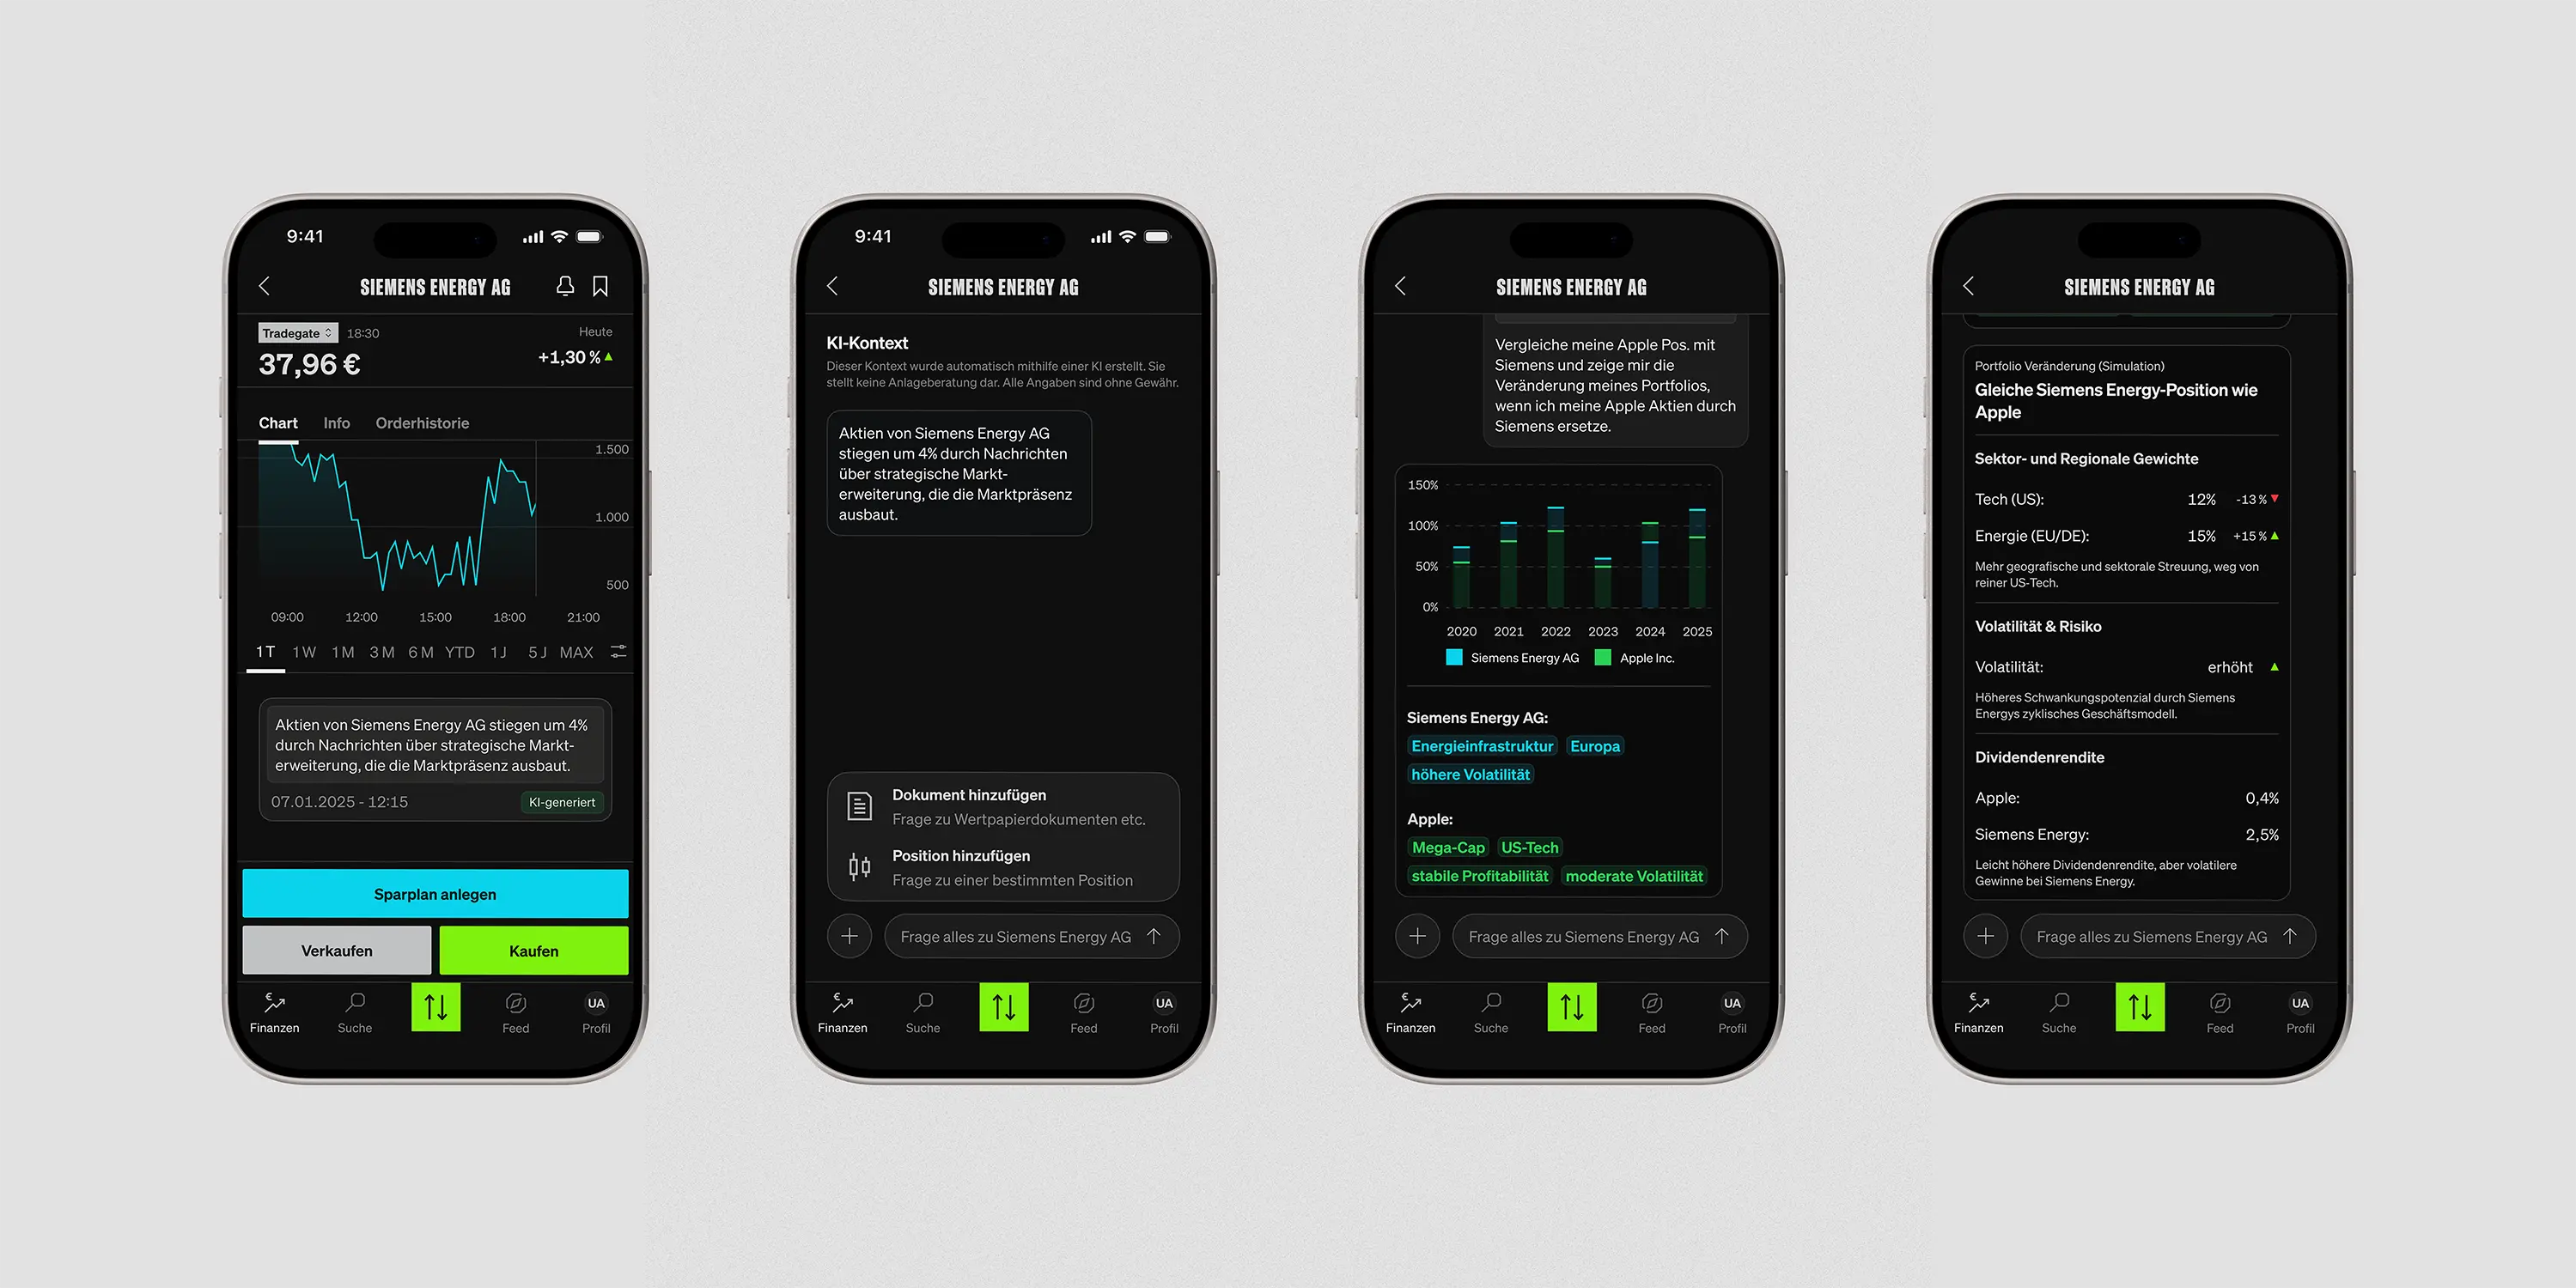 9:41
SIEMENS ENERGY AG
Tradegate 18:30
Heute
37,96 €
+1,30 %
Chart Info Orderhistorie
1.500
1.000
500
09:00 12:00 15:00 18:00 21:00
1 T 1 W 1 M 3 M 6 M YTD 1 J 5 J MAX
Aktien von Siemens Energy AG stiegen um 4%
durch Nachrichten über strategische Markt-
erweiterung, die die Marktpräsenz ausbaut.
07.01.2025 - 12:15
KI-generiert
Sparplan anlegen
Verkaufen
Kaufen
UA
Finanzen Suche Feed Profil
9:41
SIEMENS ENERGY AG
KI-Kontext
Dieser Kontext wurde automatisch mithilfe einer KI erstellt. Sie
stellt keine Anlageberatung dar. Alle Angaben sind ohne Gewähr.
Aktien von Siemens Energy AG
stiegen um 4% durch Nachrichten
über strategische Markt-
erweiterung, die die Marktpräsenz
ausbaut.
Dokument hinzufügen
Frage zu Wertpapierdokumenten etc.
Position hinzufügen
Frage zu einer bestimmten Position
Frage alles zu Siemens Energy AG
UA
Finanzen Suche Feed Profil
SIEMENS ENERGY AG
Vergleiche meine Apple Pos. mit
Siemens und zeige mir die
Veränderung meines Portfolios,
wenn ich meine Apple Aktien durch
Siemens ersetze.
150%
100%
50%
0%
2020 2021 2022 2023 2024 2025
Siemens Energy AG Apple Inc.
Siemens Energy AG:
Energieinfrastruktur Europa
höhere Volatilität
Apple:
Mega-Cap US-Tech
stabile Profitabilität moderate Volatilität
Frage alles zu Siemens Energy AG
UA
Finanzen Suche Feed Profil
SIEMENS ENERGY AG
Portfolio Veränderung (Simulation)
Gleiche Siemens Energy-Position wie
Apple
Sektor- und Regionale Gewichte
Tech (US): 12% -13 %
Energie (EU/DE): 15% +15 %
Mehr geografische und sektorale Streuung, weg von
reiner US-Tech.
Volatilität & Risiko
Volatilität: erhöht
Höheres Schwankungspotenzial durch Siemens
Energys zyklisches Geschäftsmodell.
Dividendenrendite
Apple: 0,4%
Siemens Energy: 2,5%
Leicht höhere Dividendenrendite, aber volatilere
Gewinne bei Siemens Energy.
Frage alles zu Siemens Energy AG
UA
Finanzen Suche Feed Profil